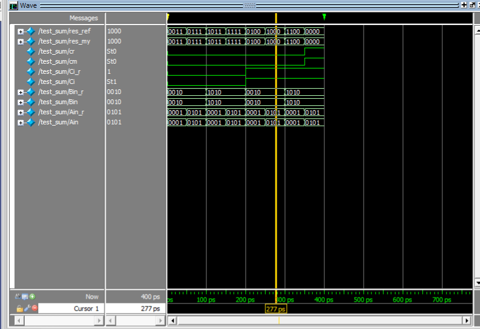 Wave
Messages
/test_sum/res_ref 1000 0011 0111 1011 1111 0100 1000 1100 0000
/test_sum/res_my 1000 0011 0111 1011 1111 0100 1000 1100 0000
/test_sum/cr St0
/test_sum/cm St0
/test_sum/Ci_r 1
/test_sum/Ci St1
/test_sum/Bin_r 0010 0010 1010 0010 1010
/test_sum/Bin 0010 0010 1010 0010 1010
/test_sum/Ain_r 0101 0001 0101 0001 0101 0001 0101 0001 0101
/test_sum/Ain 0101 0001 0101 0001 0101 0001 0101 0001 0101
Now 400 ps ps 100 ps 200 ps 300 ps 400 ps 500 ps 600 ps 700 ps
Cursor 1 277 ps 277 ps